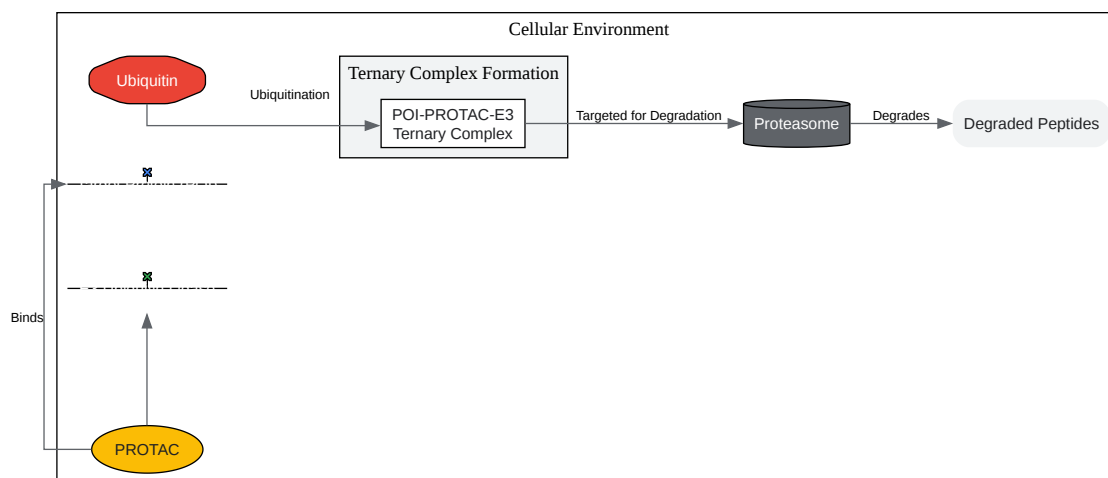 Cellular Environment
Ubiquitin
Ubiquitination
Ternary Complex Formation
POI-PROTAC-E3
Ternary Complex
Targeted for Degradation
Proteasome
Degrades
Degraded Peptides
Binds
PROTAC